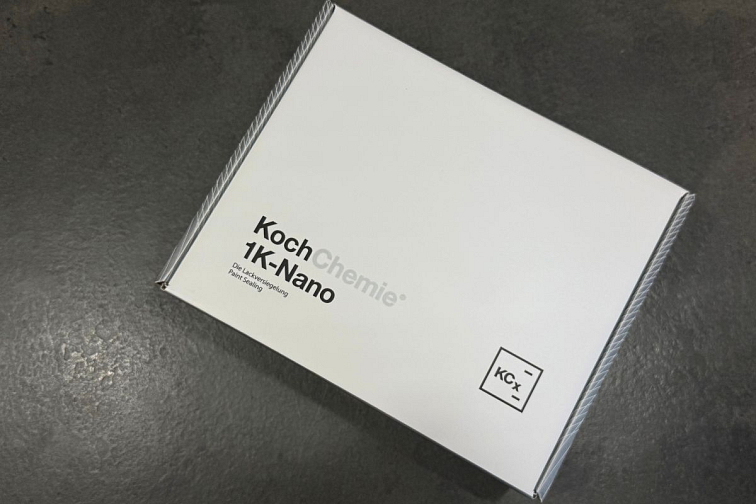 KochChemie®
1K-Nano
Die Lackversiegelung
Paint Sealing
KCx